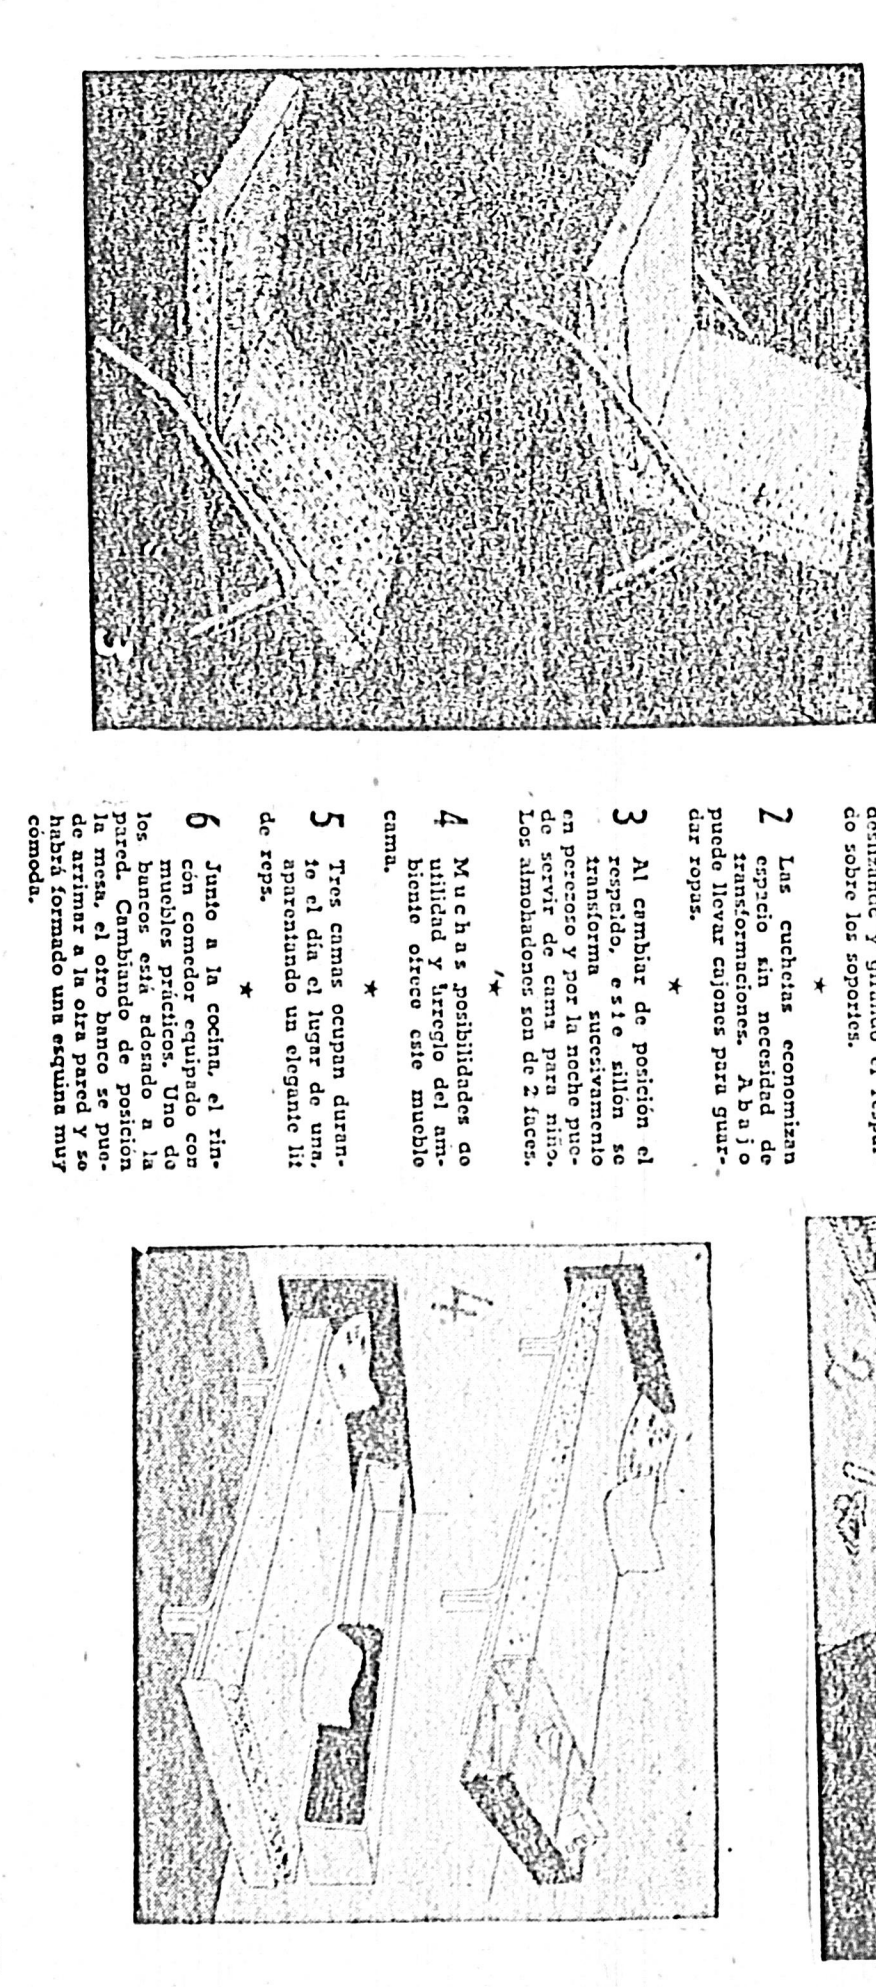 deslizante y girando el respal-
do sobre los soportes.
★
2 Las cuchetas economizan
espacio sin necesidad de
transformaciones. Abajo
puede llevar cajones para guar-
dar ropas.
★
3 Al cambiar de posición el
respaldo, este sillón se
transforma sucesivamente
en perezoso y por la noche pue-
de servir de cama para niño.
Los almohadones son de 2 faces.
★
4 Muchas posibilidades de
utilidad y arreglo del am-
biente ofrece este mueble
cama.
★
5 Tres camas ocupan duran-
te el día el lugar de una,
aparentando un elegante lit
de reps.
★
6 Junto a la cocina, el rin-
cón comedor equipado con
muebles prácticos. Uno de
los bancos está adosado a la
pared. Cambiando de posición
la mesa, el otro banco se pue-
de arrimar a la otra pared y se
habrá formado una esquina muy
cómoda.
3
4
2